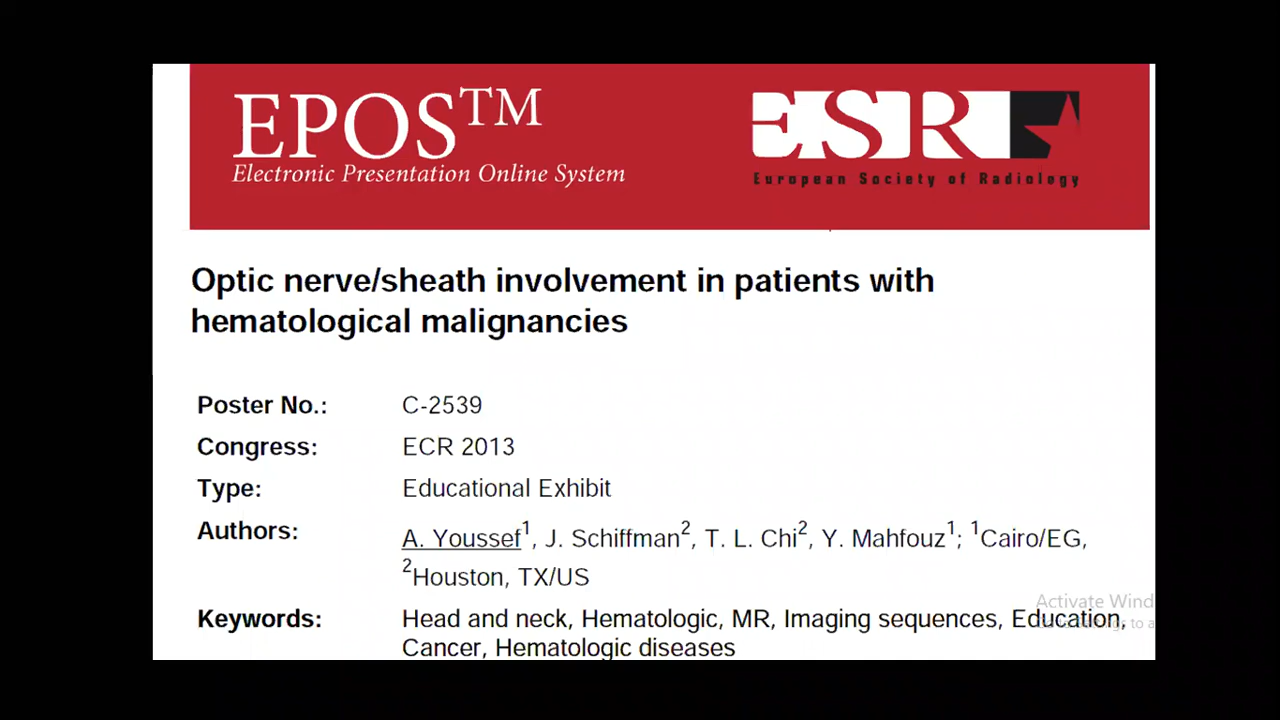 EPOS™
Electronic Presentation Online System
ESR
European Society of Radiology
Optic nerve/sheath involvement in patients with
hematological malignancies
Poster No.: C-2539
Congress: ECR 2013
Type: Educational Exhibit
Authors: A. Youssef¹, J. Schiffman², T. L. Chi², Y. Mahfouz¹; ¹Cairo/EG,
²Houston, TX/US
Activate Wind
Keywords: Head and neck, Hematologic, MR, Imaging sequences, Education,
Cancer, Hematologic diseases